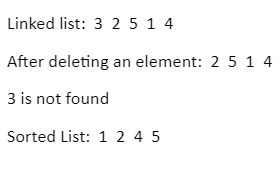 Linked list:  3  2  5  1  4
After deleting an element:  2  5  1  4
3 is not found
Sorted List:  1  2  4  5